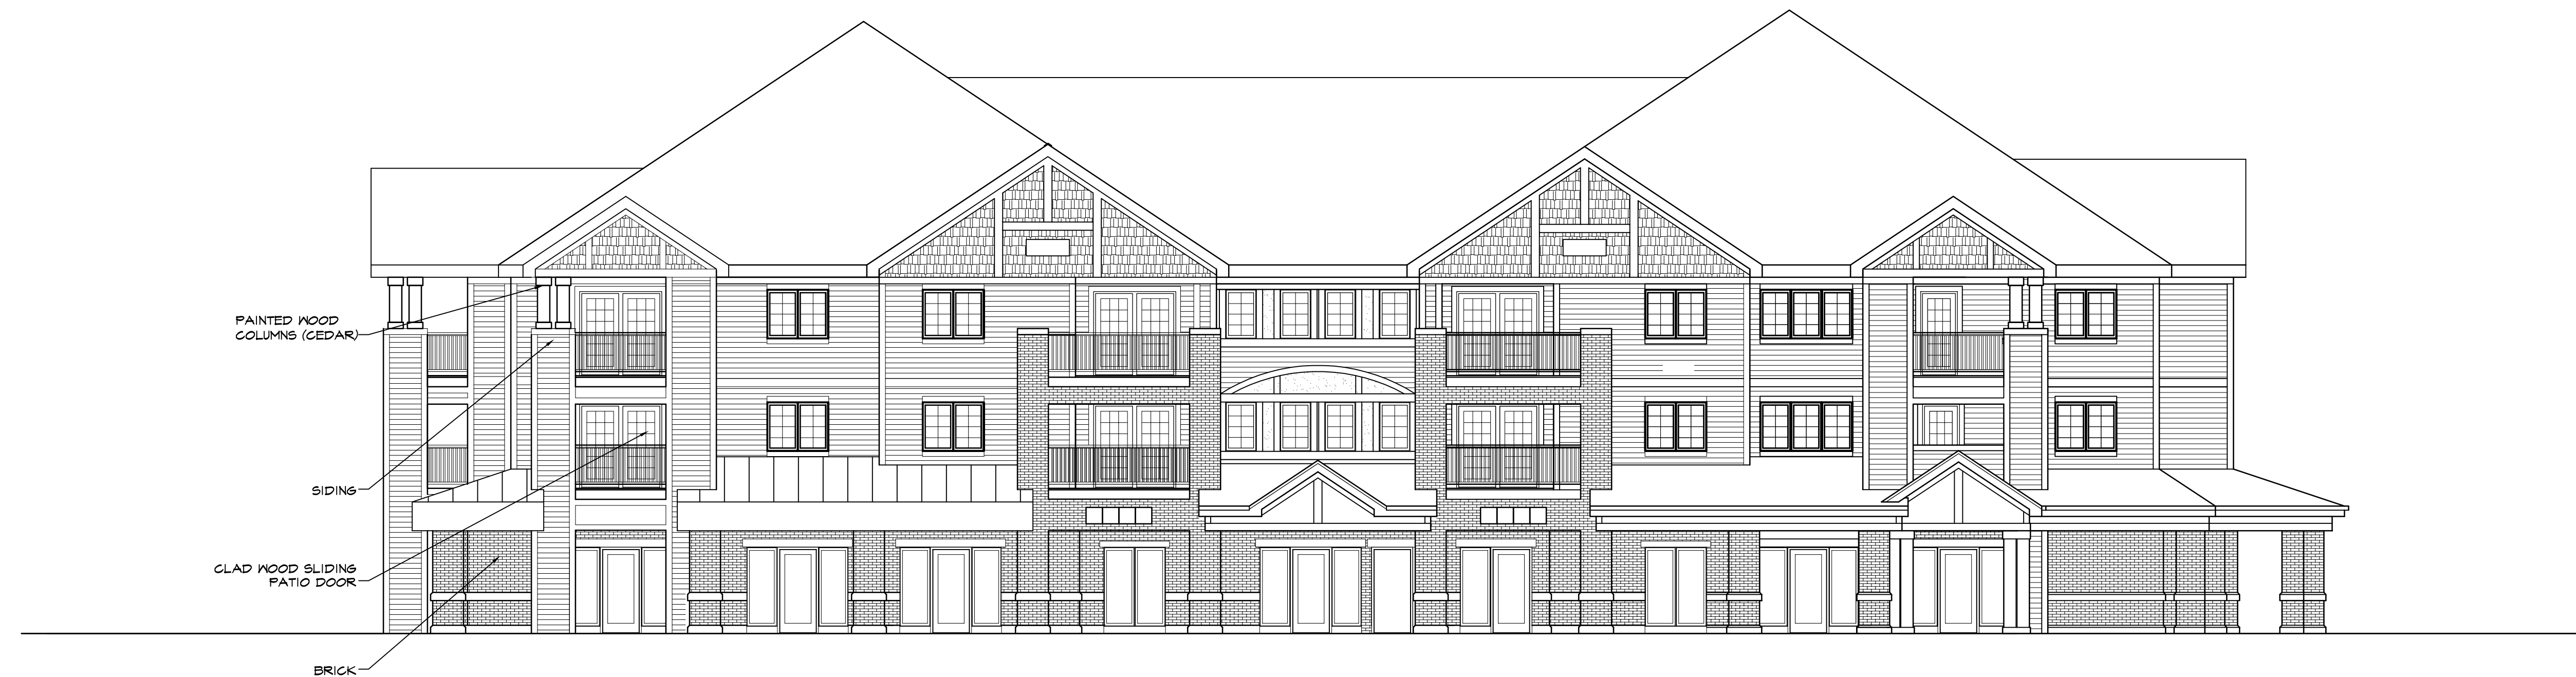 PAINTED WOOD
COLUMNS (CEDAR)
SIDING
CLAD WOOD SLIDING
PATIO DOOR
BRICK